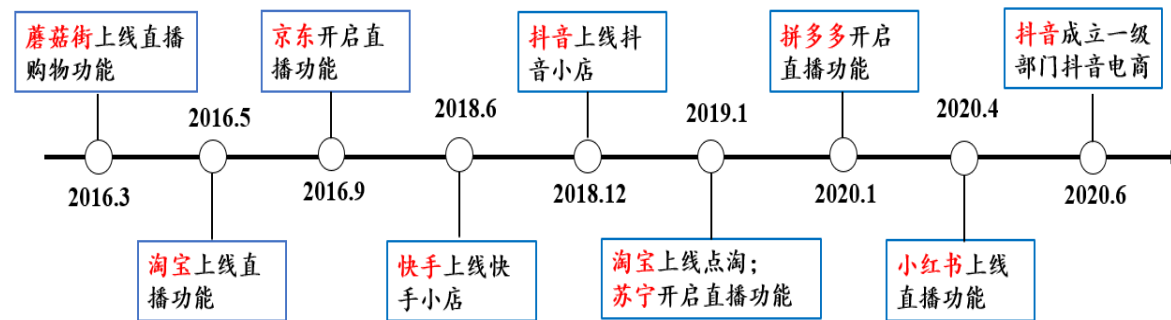 蘑菇街上线直播
购物功能
京东开启直
播功能
抖音上线抖
音小店
拼多多开启
直播功能
抖音成立一级
部门抖音电商
2016.5
2018.6
2019.1
2020.4
2016.3
2016.9
2018.12
2020.1
2020.6
淘宝上线直
播功能
快手上线快
手小店
淘宝上线点淘；
苏宁开启直播功能
小红书上线
直播功能